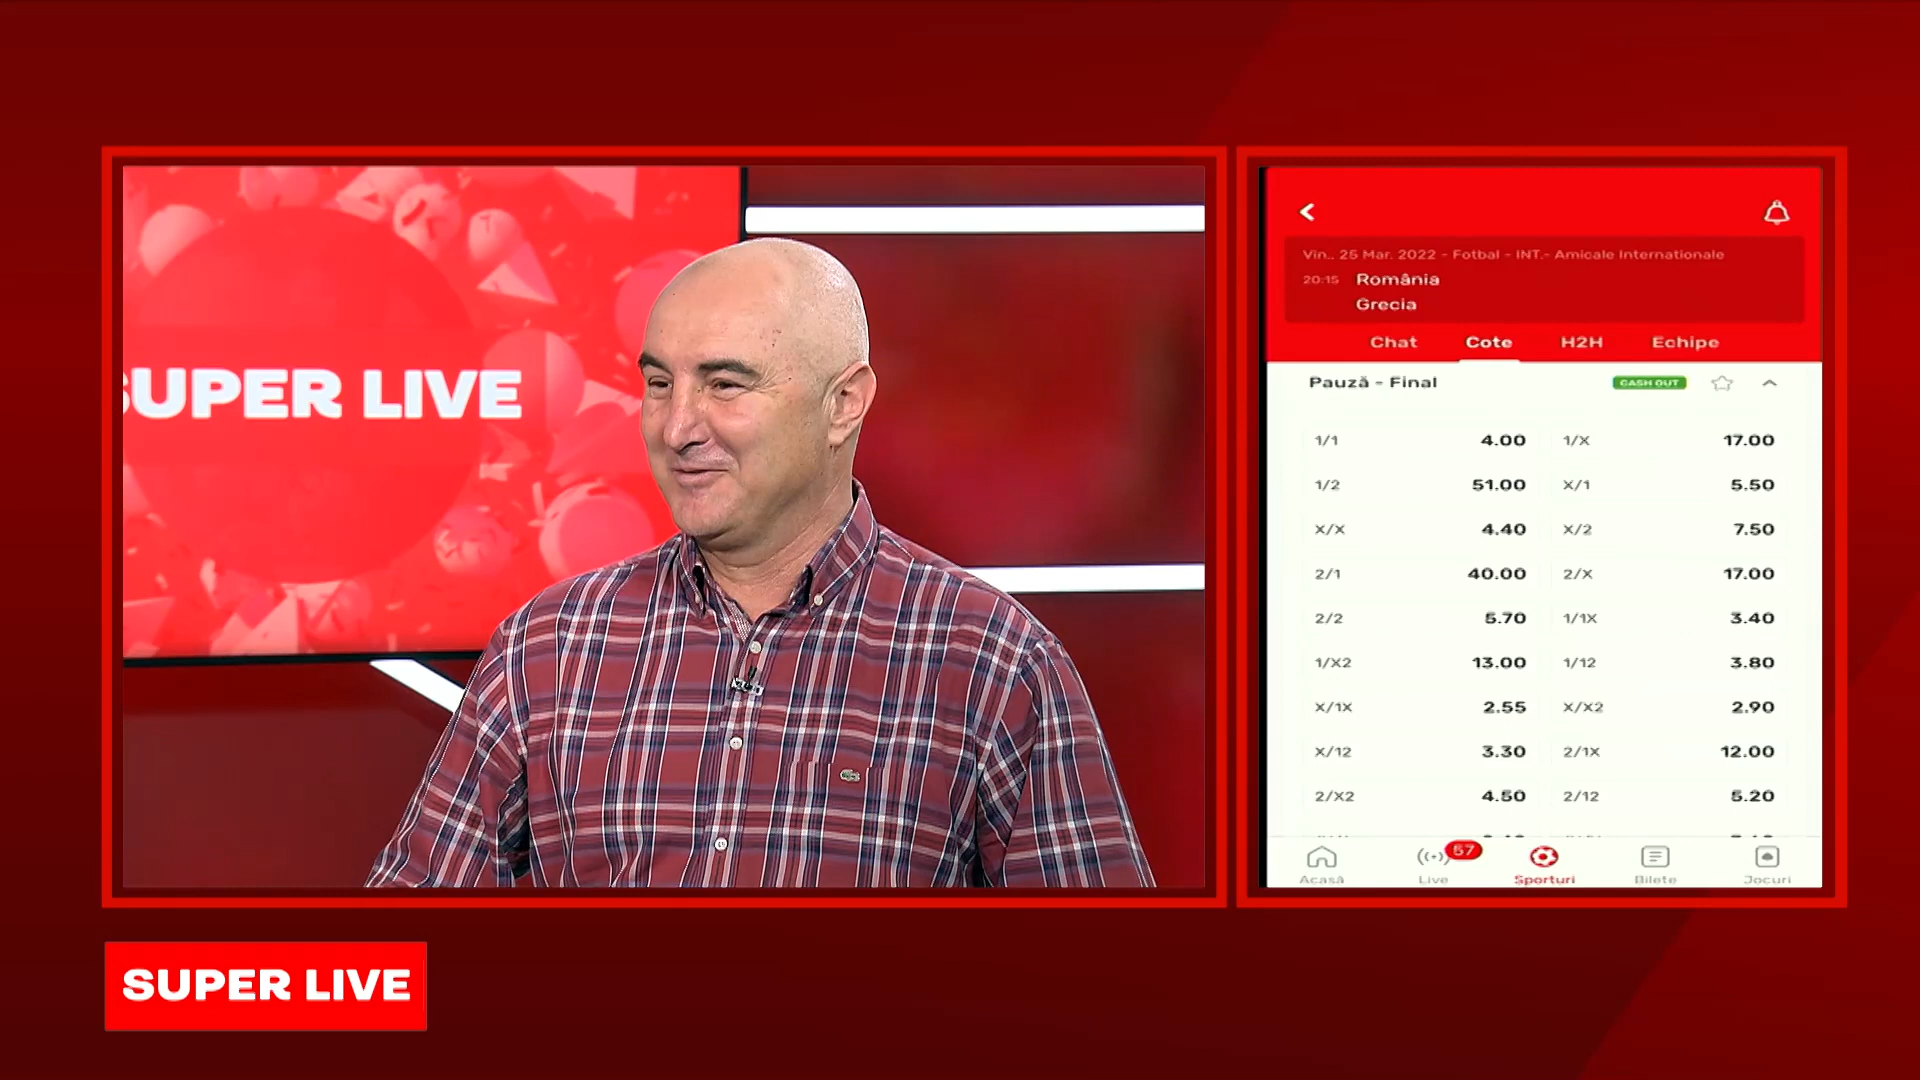 SUPER LIVE
Vin., 25 Mar. 2022 - Fotbal - INT.- Amicale Internationale
20:15 România
Grecia
Chat Cote H2H Echipe
Pauză - Final CASH OUT
1/1 4.00 1/X 17.00
1/2 51.00 X/1 5.50
X/X 4.40 X/2 7.50
2/1 40.00 2/X 17.00
2/2 5.70 1/1X 3.40
1/X2 13.00 1/12 3.80
X/1X 2.55 X/X2 2.90
X/12 3.30 2/1X 12.00
2/X2 4.50 2/12 5.20
57
Acasă Live Sporturi Bilete Jocuri
SUPER LIVE